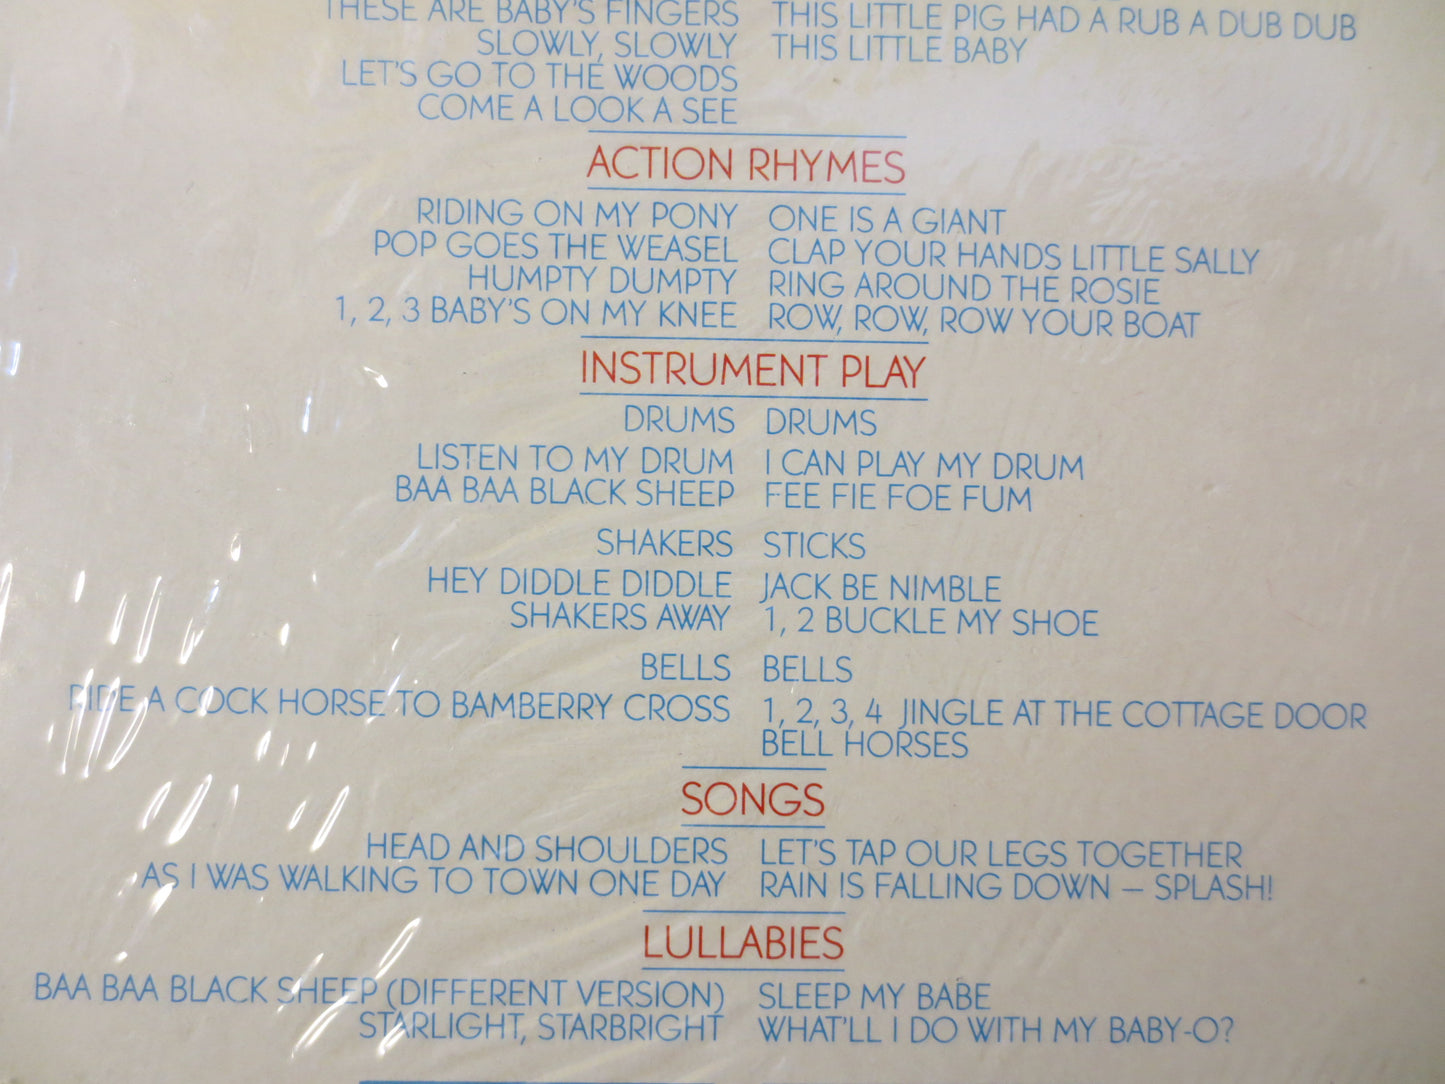 THESE ARE BABY'S FINGERS
SLOWLY, SLOWLY
LET'S GO TO THE WOODS
COME A LOOK A SEE
THIS LITTLE PIG HAD A RUB A DUB DUB
THIS LITTLE BABY
ACTION RHYMES
RIDING ON MY PONY
POP GOES THE WEASEL
HUMPTY DUMPTY
1, 2, 3 BABY'S ON MY KNEE
ONE IS A GIANT
CLAP YOUR HANDS LITTLE SALLY
RING AROUND THE ROSIE
ROW, ROW, ROW YOUR BOAT
INSTRUMENT PLAY
DRUMS
LISTEN TO MY DRUM
BAA BAA BLACK SHEEP
DRUMS
I CAN PLAY MY DRUM
FEE FIE FOE FUM
SHAKERS
HEY DIDDLE DIDDLE
SHAKERS AWAY
STICKS
JACK BE NIMBLE
1, 2 BUCKLE MY SHOE
BELLS
RIDE A COCK HORSE TO BAMBERRY CROSS
BELLS
1, 2, 3, 4 JINGLE AT THE COTTAGE DOOR
BELL HORSES
SONGS
HEAD AND SHOULDERS
AS I WAS WALKING TO TOWN ONE DAY
LET'S TAP OUR LEGS TOGETHER
RAIN IS FALLING DOWN — SPLASH!
LULLABIES
BAA BAA BLACK SHEEP (DIFFERENT VERSION)
STARLIGHT, STARBRIGHT
SLEEP MY BABE
WHAT'LL I DO WITH MY BABY-O?